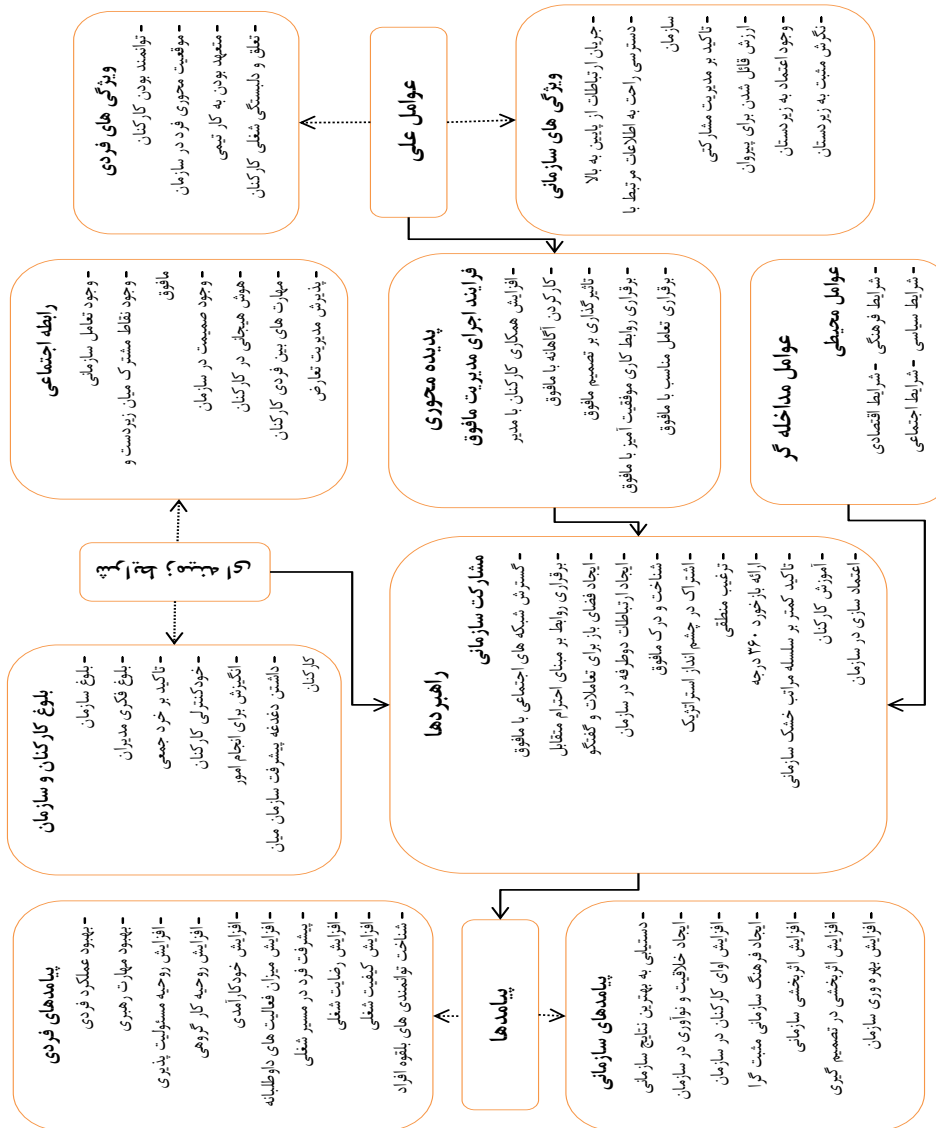 عوامل علی
ویژگی های فردی
- توانمند بودن کارکنان
- موقعیت محوری فرد در سازمان
- متعهد بودن به کار تیمی
- تعلق و دلبستگی شغلی کارکنان
ویژگی های سازمانی
- جریان ارتباطات از پایین به بالا
- دسترسی راحت به اطلاعات مرتبط با
سازمان
- تاکید بر مدیریت مشارکتی
- ارزش قائل شدن برای پیروان
- وجود اعتماد به زیردستان
- نگرش مثبت به زیردستان
رابطه اجتماعی
- وجود تعامل سازمانی
- وجود نقاط مشترک میان زیردست و
مافوق
- وجود صمیمت در سازمان
- هوش هیجانی در کارکنان
- مهارت های بین فردی کارکنان
- پذیرش مدیریت تعارض
پدیده محوری
فرایند اجرای مدیریت مافوق
- افزایش همکاری کارکنان با مدیر
- کارکردن آگاهانه با مافوق
- تاثیرگذاری بر تصمیم مافوق
- برقراری روابط کاری موفقیت آمیز با مافوق
- برقراری تعامل مناسب با مافوق
عوامل مداخله گر
عوامل محیطی
- شرایط فرهنگی - شرایط اقتصادی
- شرایط سیاسی - شرایط اجتماعی
شرایط زمینه ای
بلوغ کارکنان و سازمان
- بلوغ سازمان
- بلوغ فکری مدیران
- تاکید بر خرد جمعی
- خودکنترلی کارکنان
- انگیزش برای انجام امور
- داشتن دغدغه پیشرفت سازمان میان
کارکنان
راهبردها
مشارکت سازمانی
- گسترش شبکه های اجتماعی با مافوق
- برقراری روابط بر مبنای احترام متقابل
- ایجاد فضای باز برای تعاملات و گفتگو
- ایجاد ارتباطات دوطرفه در سازمان
- شناخت و درک مافوق
- اشتراک در چشم انداز استراتژیک
- ترغیب منطقی
- ارائه بازخورد ۳۶۰ درجه
- تاکید کمتر بر سلسله مراتب خشک سازمانی
- آموزش کارکنان
- اعتماد سازی در سازمان
پیامدها
پیامدهای فردی
- بهبود عملکرد فردی
- بهبود مهارت رهبری
- افزایش روحیه مسئولیت پذیری
- افزایش روحیه کار گروهی
- افزایش خودکارآمدی
- افزایش میزان فعالیت های داوطلبانه
- پیشرفت فرد در مسیر شغلی
- افزایش رضایت شغلی
- افزایش کیفیت شغلی
- شناخت توانمندی های بلقوه افراد
پیامدهای سازمانی
- دستیلبی به بهترین نتایج سازمانی
- ایجاد خلاقیت و نوآوری در سازمان
- افزایش اوای کارکنان در سازمان
- ایجاد فرهنگ سازمانی مثبت گرا
- افزایش اثربخشی سازمانی
- افزایش اثربخشی در تصمیم گیری
- افزایش بهره وری سازمان